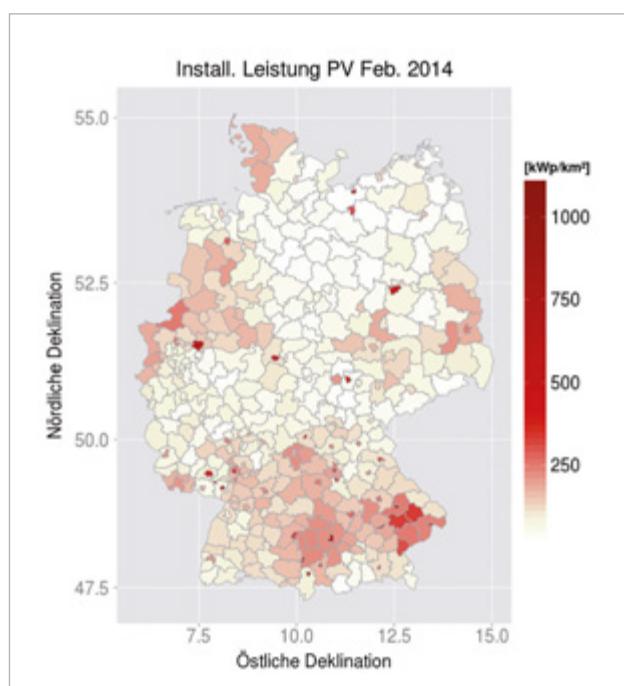 Install. Leistung PV Feb. 2014
[kWp/km²]
1000
750
500
250
55.0
52.5
50.0
47.5
Nördliche Deklination
7.5 10.0 12.5 15.0
Östliche Deklination